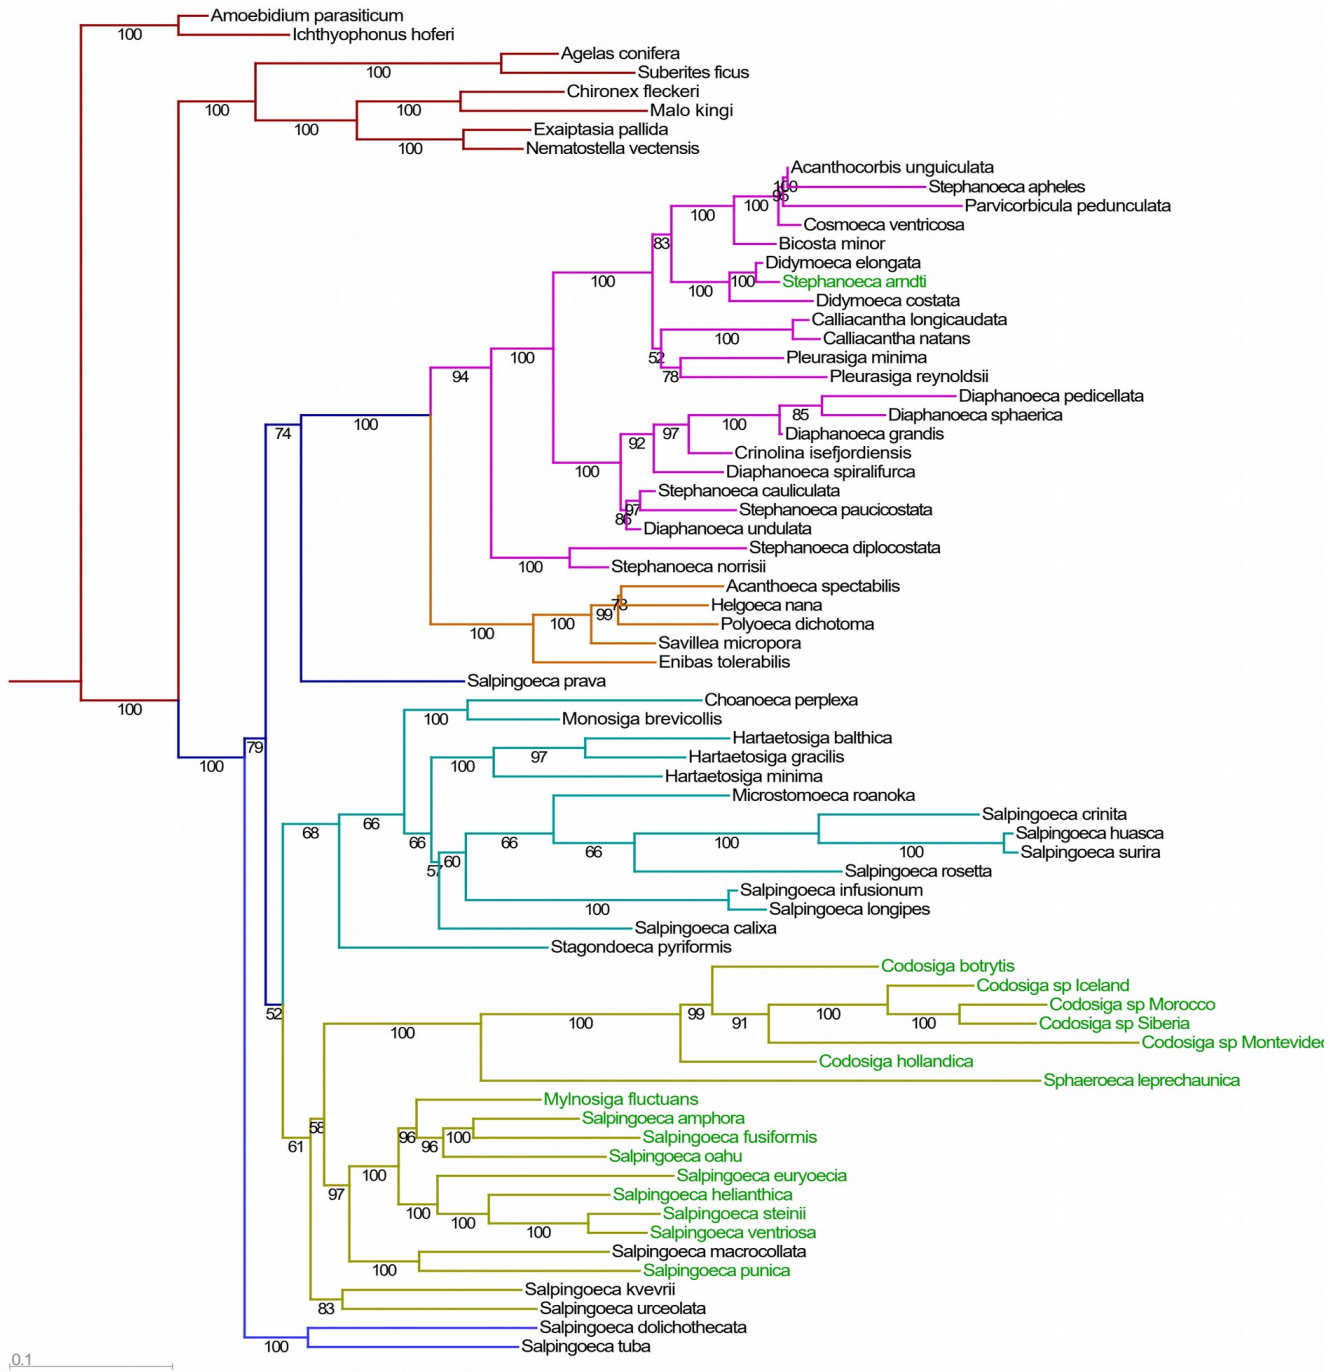 Amoebidium parasiticum
100
Ichthyophonus hoferi
Agelas conifera
100
Suberites ficus
Chironex fleckeri
100
100
Malo kingi
100
Exaiptasia pallida
100
Nematostella vectensis
Acanthocorbis unguiculata
100
Stephanoeca apheles
95
100
100
Parvicorbicula pedunculata
Cosmoeca ventricosa
83
Bicosta minor
Didymoeca elongata
100
100
Stephanoeca arndti
100
Didymoeca costata
Calliacantha longicaudata
100
Calliacantha natans
100
52
Pleurasiga minima
94
78
Pleurasiga reynoldsii
Diaphanoeca pedicellata
85
Diaphanoeca sphaerica
74
100
97
100
Diaphanoeca grandis
92
Crinolina isefjordiensis
100
Diaphanoeca spiralifurca
Stephanoeca cauliculata
97
Stephanoeca paucicostata
86
Diaphanoeca undulata
Stephanoeca diplocostata
100
Stephanoeca norrisii
Acanthoeca spectabilis
78
Helgoeca nana
99
100
100
Polyoeca dichotoma
Savillea micropora
Enibas tolerabilis
Salpingoeca prava
100
Choanoeca perplexa
100
Monosiga brevicollis
79
Hartaetosiga balthica
97
100
100
Hartaetosiga gracilis
Hartaetosiga minima
Microstomoeca roanoka
Salpingoeca crinita
68
66
Salpingoeca huasca
66
66
100
66
100
Salpingoeca surira
60
57
Salpingoeca rosetta
Salpingoeca infusionum
100
Salpingoeca longipes
Salpingoeca calixa
Stagondoeca pyriformis
Codosiga botrytis
Codosiga sp Iceland
Codosiga sp Morocco
52
99
100
100
91
100
Codosiga sp Siberia
100
Codosiga sp Montevideo
Codosiga hollandica
Sphaeroeca leprechaunica
Mylnosiga fluctuans
Salpingoeca amphora
58
96
100
Salpingoeca fusiformis
61
96
Salpingoeca oahu
100
Salpingoeca euryoecia
97
Salpingoeca helianthica
100
Salpingoeca steinii
100
100
Salpingoeca ventriosa
Salpingoeca macrocollata
100
Salpingoeca punica
Salpingoeca kvevrii
83
Salpingoeca urceolata
Salpingoeca dolichothecata
100
Salpingoeca tuba
0.1